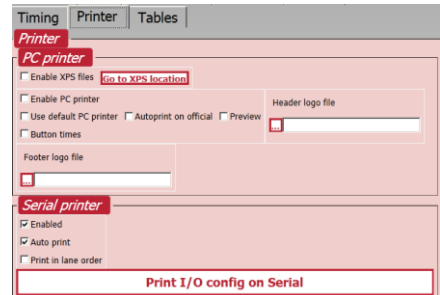 Timing Printer Tables
Printer
PC printer
Enable XPS files Go to XPS location
Enable PC printer
Header logo file
Use default PC printer Autoprint on official Preview
...
Button times
Footer logo file
...
Serial printer
Enabled
Auto print
Print in lane order
Print I/O config on Serial